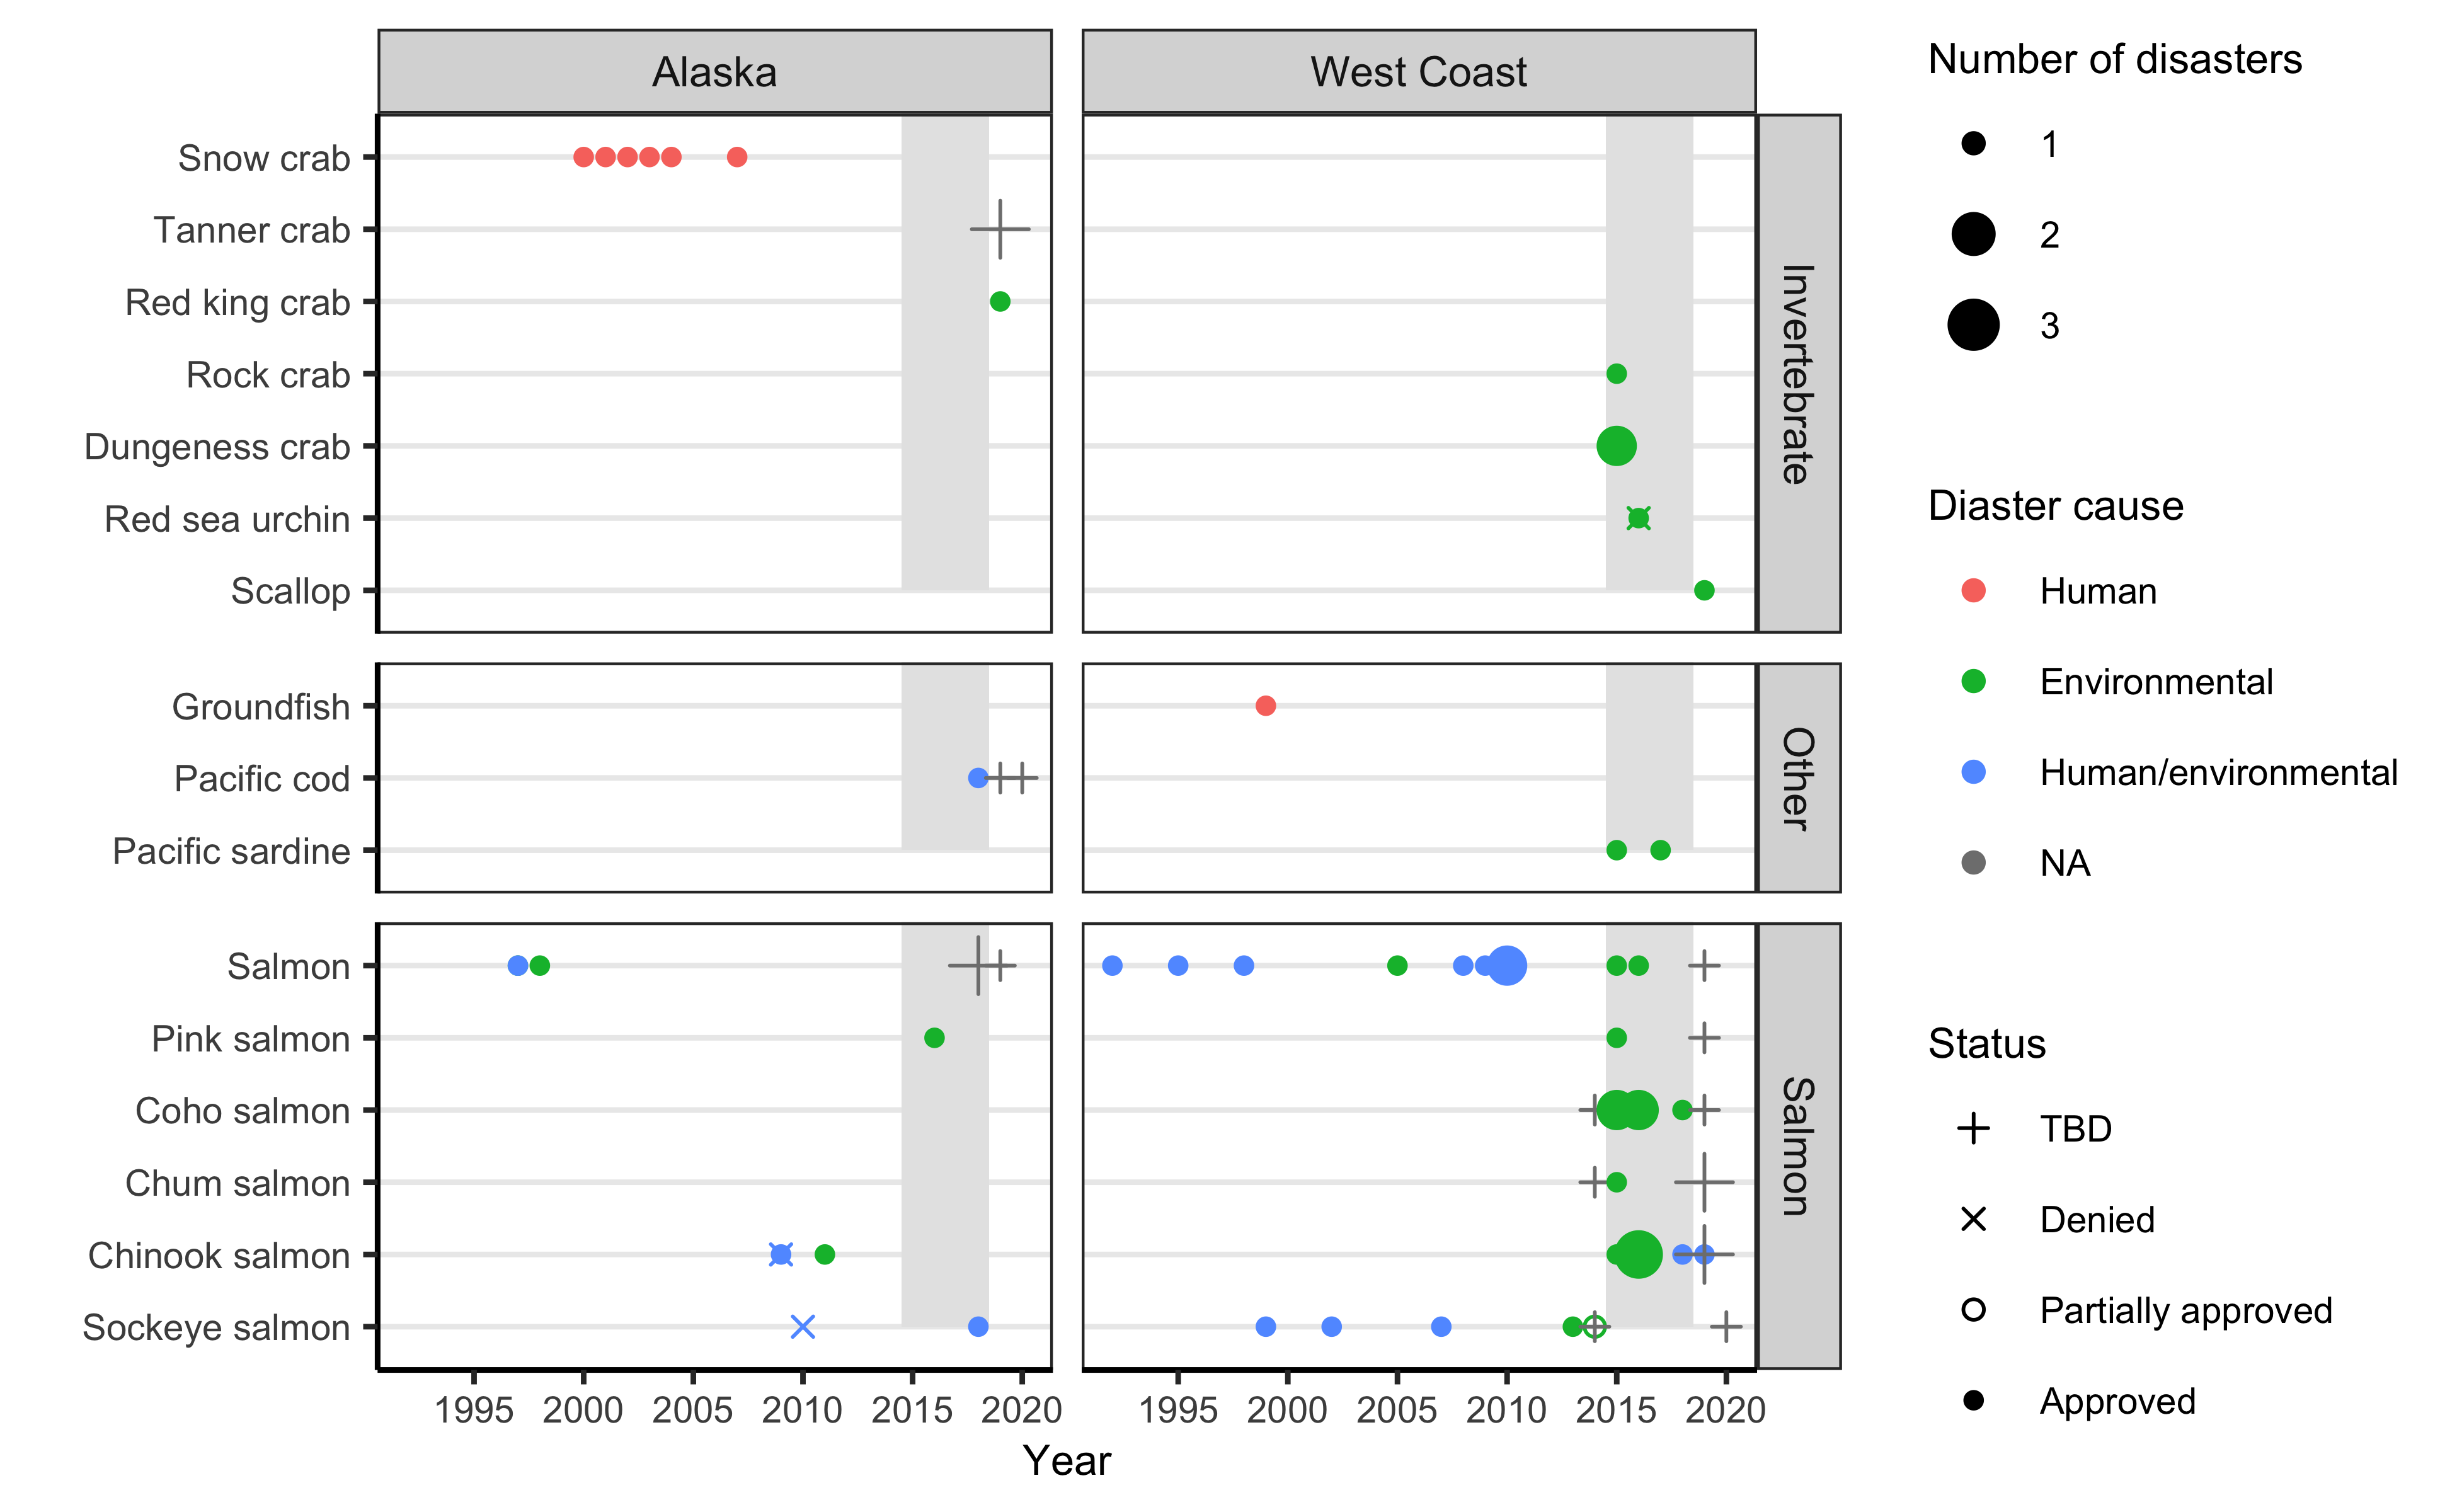 Alaska
West Coast
Snow crab
Tanner crab
Red king crab
Rock crab
Dungeness crab
Red sea urchin
Scallop
Invertebrate
Groundfish
Pacific cod
Pacific sardine
Other
Salmon
Pink salmon
Coho salmon
Chum salmon
Chinook salmon
Sockeye salmon
Salmon
1995 2000 2005 2010 2015 2020
1995 2000 2005 2010 2015 2020
Year
Number of disasters
1
2
3
Diaster cause
Human
Environmental
Human/environmental
NA
Status
TBD
Denied
Partially approved
Approved